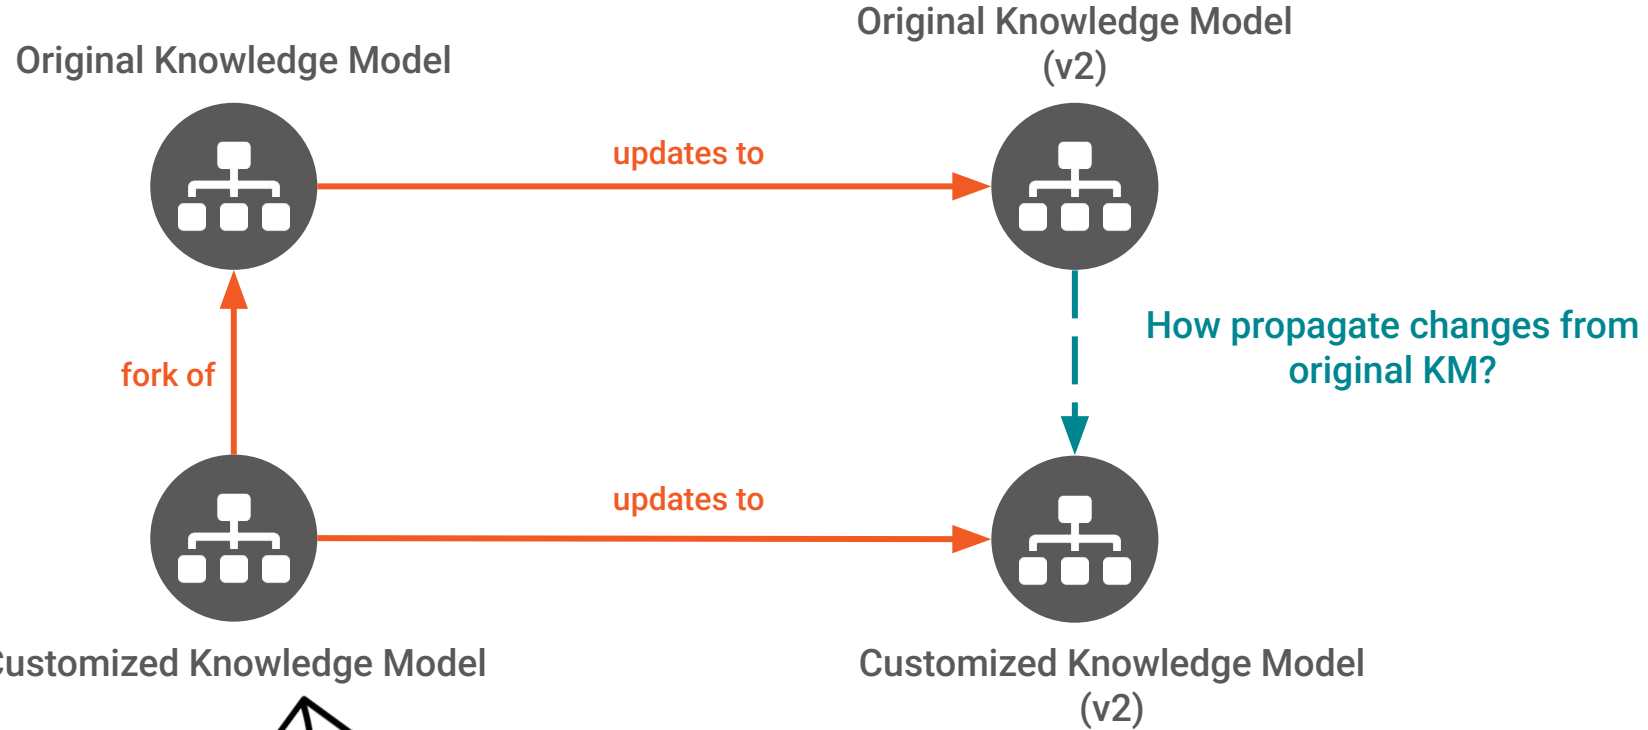 Original Knowledge Model
(v2)
Original Knowledge Model
updates to
How propagate changes from
original KM?
fork of
updates to
Customized Knowledge Model
Customized Knowledge Model
(v2)